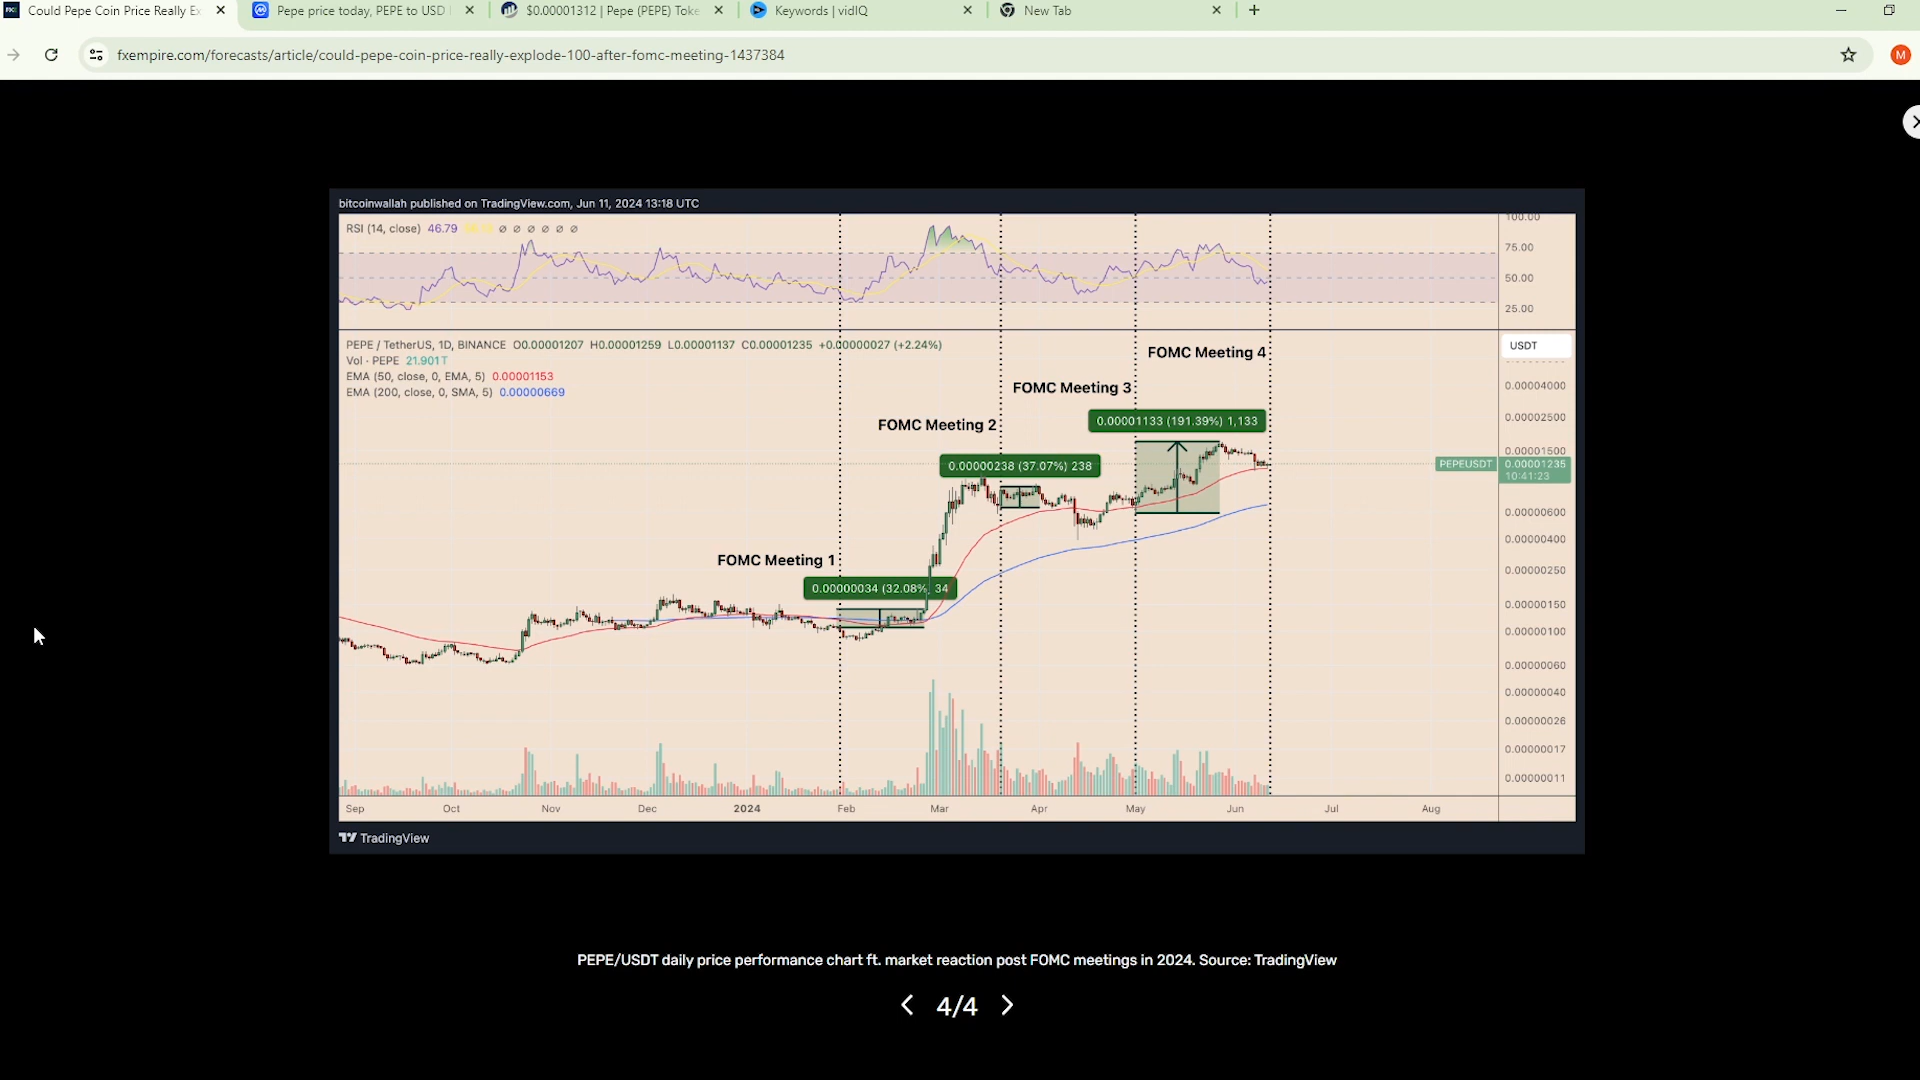 Could Pepe Coin Price Really Ex
Pepe price today, PEPE to USD
$0.00001312 | Pepe (PEPE) Toke
Keywords | vidIQ
New Tab
fxempire.com/forecasts/article/could-pepe-coin-price-really-explode-100-after-fomc-meeting-1437384
M
bitcoinwallah published on TradingView.com, Jun 11, 2024 13:18 UTC
RSI (14, close) 46.79 ø ø ø ø ø ø
100.00
75.00
50.00
25.00
PEPE / TetherUS, 1D, BINANCE O0.00001207 H0.00001259 L0.00001137 C0.00001235 +0.00000027 (+2.24%)
Vol · PEPE 21.901T
EMA (50, close, 0, EMA, 5) 0.00001153
EMA (200, close, 0, SMA, 5) 0.00000669
USDT
FOMC Meeting 4
FOMC Meeting 3
0.00001133 (191.39%) 1,133
FOMC Meeting 2
0.00000238 (37.07%) 238
FOMC Meeting 1
0.00000034 (32.08%) 34
0.00004000
0.00002500
0.00001500
PEPEUSDT 0.00001235
10:41:23
0.00000600
0.00000400
0.00000250
0.00000150
0.00000100
0.00000060
0.00000040
0.00000026
0.00000017
0.00000011
Sep Oct Nov Dec 2024 Feb Mar Apr May Jun Jul Aug
TradingView
PEPE/USDT daily price performance chart ft. market reaction post FOMC meetings in 2024. Source: TradingView
4/4